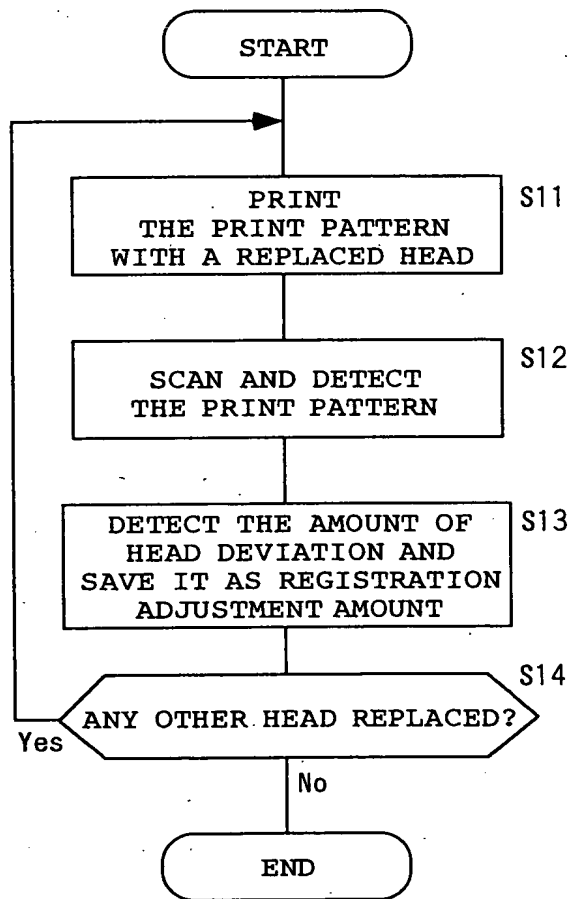 START
PRINT
THE PRINT PATTERN
WITH A REPLACED HEAD
S11
SCAN AND DETECT
THE PRINT PATTERN
S12
DETECT THE AMOUNT OF
HEAD DEVIATION AND
SAVE IT AS REGISTRATION
ADJUSTMENT AMOUNT
S13
ANY OTHER HEAD REPLACED?
S14
Yes
No
END